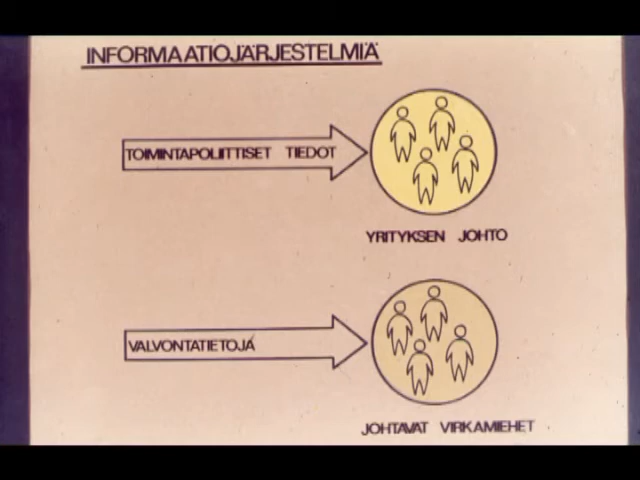 INFORMAATIOJÄRJESTELMIÄ
TOIMINTAPOLIITTISET TIEDOT
YRITYKSEN JOHTO
VALVONTATIETOJA
JOHTAVAT VIRKAMIEHET